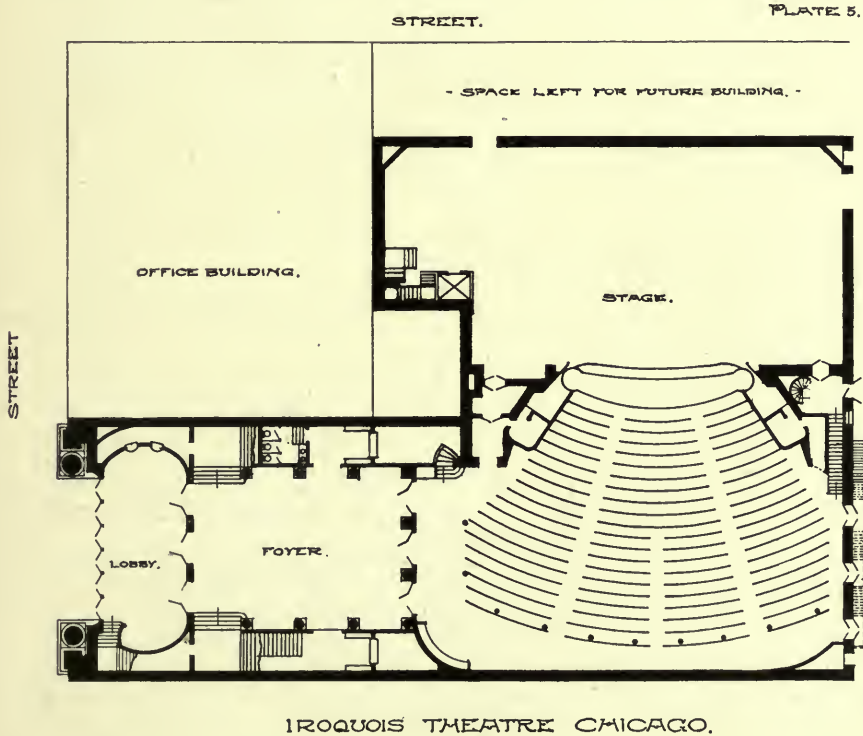 PLATE 5.
STREET.
- SPACE LEFT FOR FUTURE BUILDING. -
OFFICE BUILDING.
STAGE.
STREET
LOBBY.
FOYER.
IROQUOIS THEATRE CHICAGO.